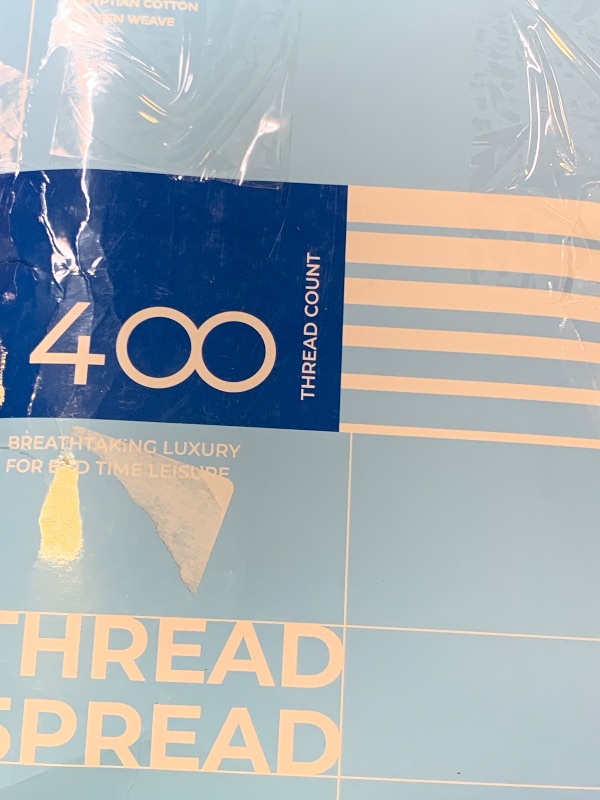 COTTON
WEAVE
400
THREAD COUNT
BREATHTAKING LUXURY
FOR TIME LEISURE
THREAD
SPREAD